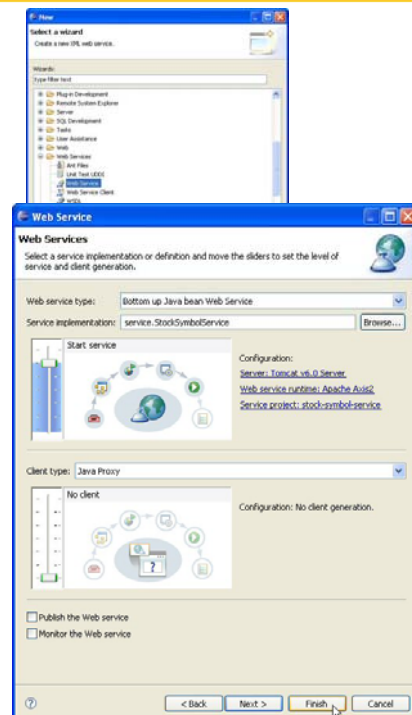 New
Select a wizard
Create a new XML web service.
Wizards:
type filter text
Plug-in Development
Remote System Explorer
Server
SQL Development
Tasks
User Assistance
Web
Web Services
Ant Files
Unit Test UDDI
Web Service
Web Service Client
WSDL
Web Service
Web Services
Select a service implementation or definition and move the sliders to set the level of
service and client generation.
Web service type: Bottom up Java bean Web Service
Service implementation: service.StockSymbolService Browse...
Start service
Configuration:
Server: Tomcat v6.0 Server
Web service runtime: Apache Axis2
Service project: stock-symbol-service
Client type: Java Proxy
No client
Configuration: No client generation.
Publish the Web service
Monitor the Web service
< Back Next > Finish Cancel